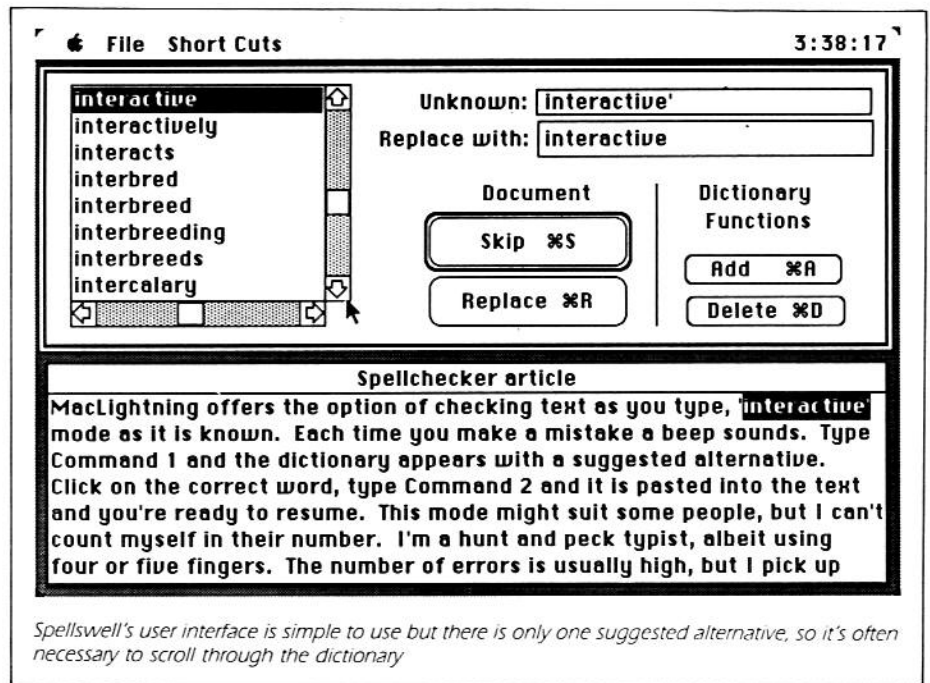 File Short Cuts 3:38:17
interactive
interactively
interacts
interbred
interbreed
interbreeding
interbreeds
intercalary
Unknown: interactive'
Replace with: interactive
Document
Skip ⌘S
Replace ⌘R
Dictionary
Functions
Add ⌘A
Delete ⌘D
Spellchecker article
MacLightning offers the option of checking text as you type, 'interactive'
mode as it is known. Each time you make a mistake a beep sounds. Type
Command 1 and the dictionary appears with a suggested alternative.
Click on the correct word, type Command 2 and it is pasted into the text
and you're ready to resume. This mode might suit some people, but I can't
count myself in their number. I'm a hunt and peck typist, albeit using
four or five fingers. The number of errors is usually high, but I pick up
Spellswell's user interface is simple to use but there is only one suggested alternative, so it's often
necessary to scroll through the dictionary